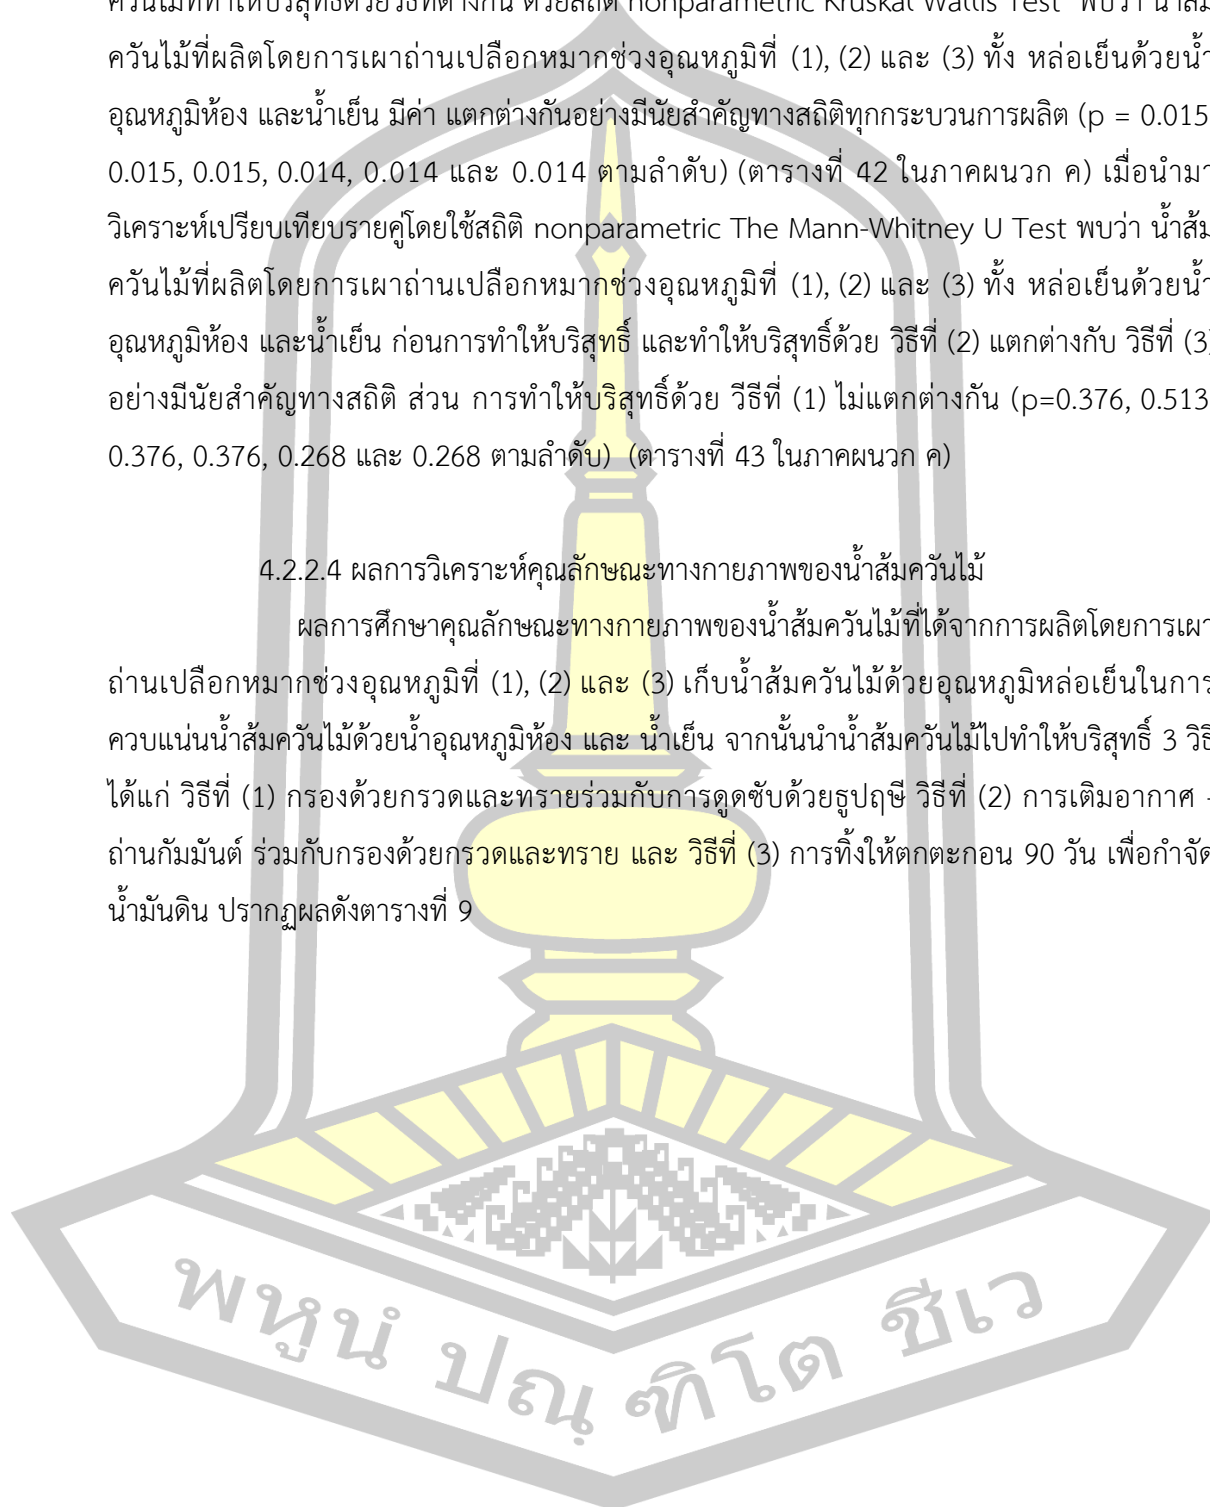 ควันไม้ที่ทำให้บริสุทธิ์ด้วยวิธีที่ต่างกัน ด้วยสถิติ nonparametric Kruskal Wallis Test พบว่า น้ำส้ม
ควันไม้ที่ผลิตโดยการเผาถ่านเปลือกหมากช่วงอุณหภูมิที่ (1), (2) และ (3) ทั้ง หล่อเย็นด้วยน้ำ
อุณหภูมิห้อง และน้ำเย็น มีค่า แตกต่างกันอย่างมีนัยสำคัญทางสถิติทุกกระบวนการผลิต (p = 0.015
0.015, 0.015, 0.014, 0.014 และ 0.014 ตามลำดับ) (ตารางที่ 42 ในภาคผนวก ค) เมื่อนำมา
วิเคราะห์เปรียบเทียบรายคู่โดยใช้สถิติ nonparametric The Mann-Whitney U Test พบว่า น้ำส้ม
ควันไม้ที่ผลิตโดยการเผาถ่านเปลือกหมากช่วงอุณหภูมิที่ (1), (2) และ (3) ทั้ง หล่อเย็นด้วยน้ำ
อุณหภูมิห้อง และน้ำเย็น ก่อนการทำให้บริสุทธิ์ และทำให้บริสุทธิ์ด้วย วิธีที่ (2) แตกต่างกับ วิธีที่ (3)
อย่างมีนัยสำคัญทางสถิติ ส่วน การทำให้บริสุทธิ์ด้วย วีธีที่ (1) ไม่แตกต่างกัน (p=0.376, 0.513
0.376, 0.376, 0.268 และ 0.268 ตามลำดับ) (ตารางที่ 43 ในภาคผนวก ค)
4.2.2.4 ผลการวิเคราะห์คุณลักษณะทางกายภาพของน้ำส้มควันไม้
ผลการศึกษาคุณลักษณะทางกายภาพของน้ำส้มควันไม้ที่ได้จากการผลิตโดยการเผา
ถ่านเปลือกหมากช่วงอุณหภูมิที่ (1), (2) และ (3) เก็บน้ำส้มควันไม้ด้วยอุณหภูมิหล่อเย็นในการ
ควบแน่นน้ำส้มควันไม้ด้วยน้ำอุณหภูมิห้อง และ น้ำเย็น จากนั้นนำน้ำส้มควันไม้ไปทำให้บริสุทธิ์ 3 วิธี
ได้แก่ วิธีที่ (1) กรองด้วยกรวดและทรายร่วมกับการดูดซับด้วยธูปฤษี วิธีที่ (2) การเติมอากาศ -
ถ่านกัมมันต์ ร่วมกับกรองด้วยกรวดและทราย และ วิธีที่ (3) การทิ้งให้ตกตะกอน 90 วัน เพื่อกำจัด
น้ำมันดิน ปรากฏผลดังตารางที่ 9
พหูนํ ปณฺฑิโต ชีเว